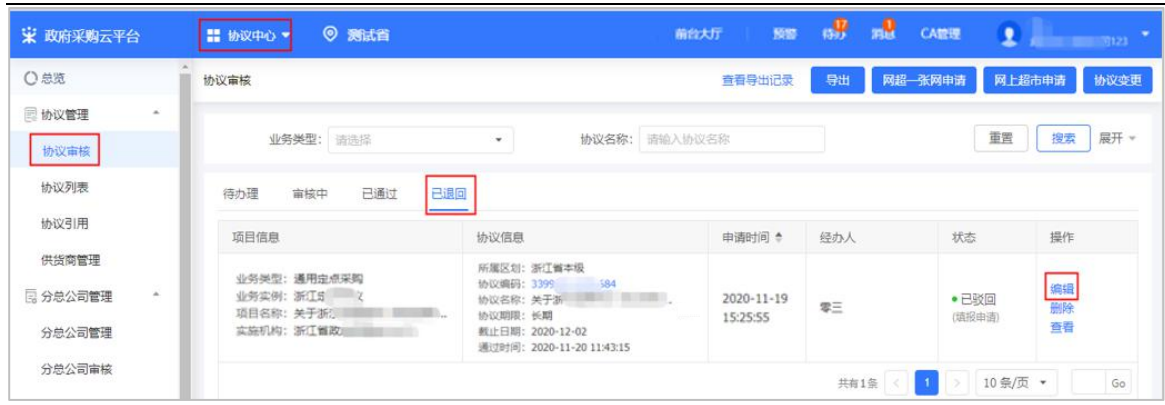 政府采购云平台
协议中心
测试省
前台大厅
预警
待办
17
消息
CA管理
123
总览
协议管理
协议审核
协议列表
协议引用
供货商管理
分总公司管理
分总公司管理
分总公司审核
协议审核
查看导出记录
导出
网超一张网申请
网上超市申请
协议变更
业务类型: 请选择
协议名称: 请输入协议名称
重置
搜索
展开
待办理 审核中 已通过 已退回
项目信息 协议信息 申请时间 经办人 状态 操作
业务类型: 通用定点采购
业务实例: 浙江
项目名称: 关于浙
实施机构: 浙江省政
所属区划: 浙江省本级
协议编码: 3399 584
协议名称: 关于浙
协议期限: 长期
截止日期: 2020-12-02
通过时间: 2020-11-20 11:43:15
2020-11-19
15:25:55
零三
已驳回
(填报申请)
编辑
删除
查看
共有1条 < 1 > 10 条/页 Go